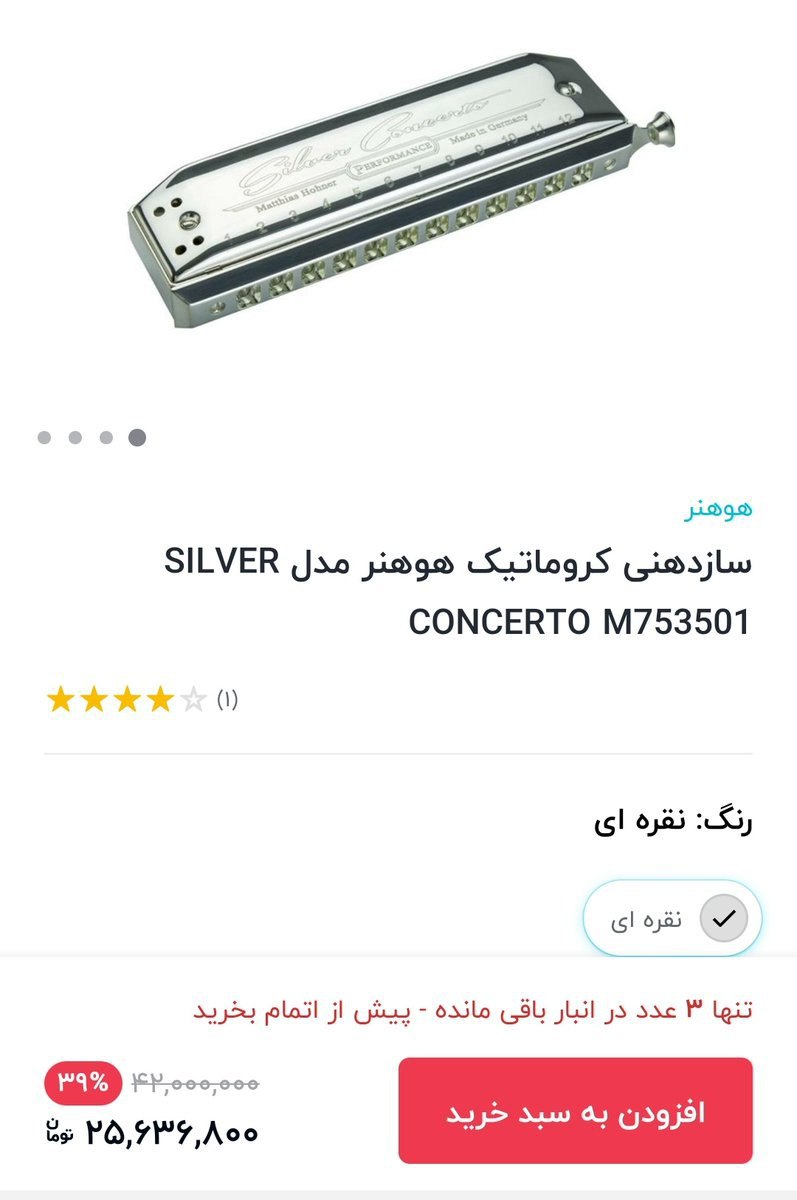 Silver Concerto
PERFORMANCE
Matthias Hohner
Made in Germany
1 2 3 4 5 6 7 8 9 10 11 12
هوهنر
سازدهنی کروماتیک هوهنر مدل SILVER
CONCERTO M753501
(۱)
رنگ: نقره ای
نقره ای
تنها ۳ عدد در انبار باقی مانده - پیش از اتمام بخرید
افزودن به سبد خرید
۴۲,۰۰۰,۰۰۰
۳۹%
۲۵,۶۳۶,۸۰۰ تومان